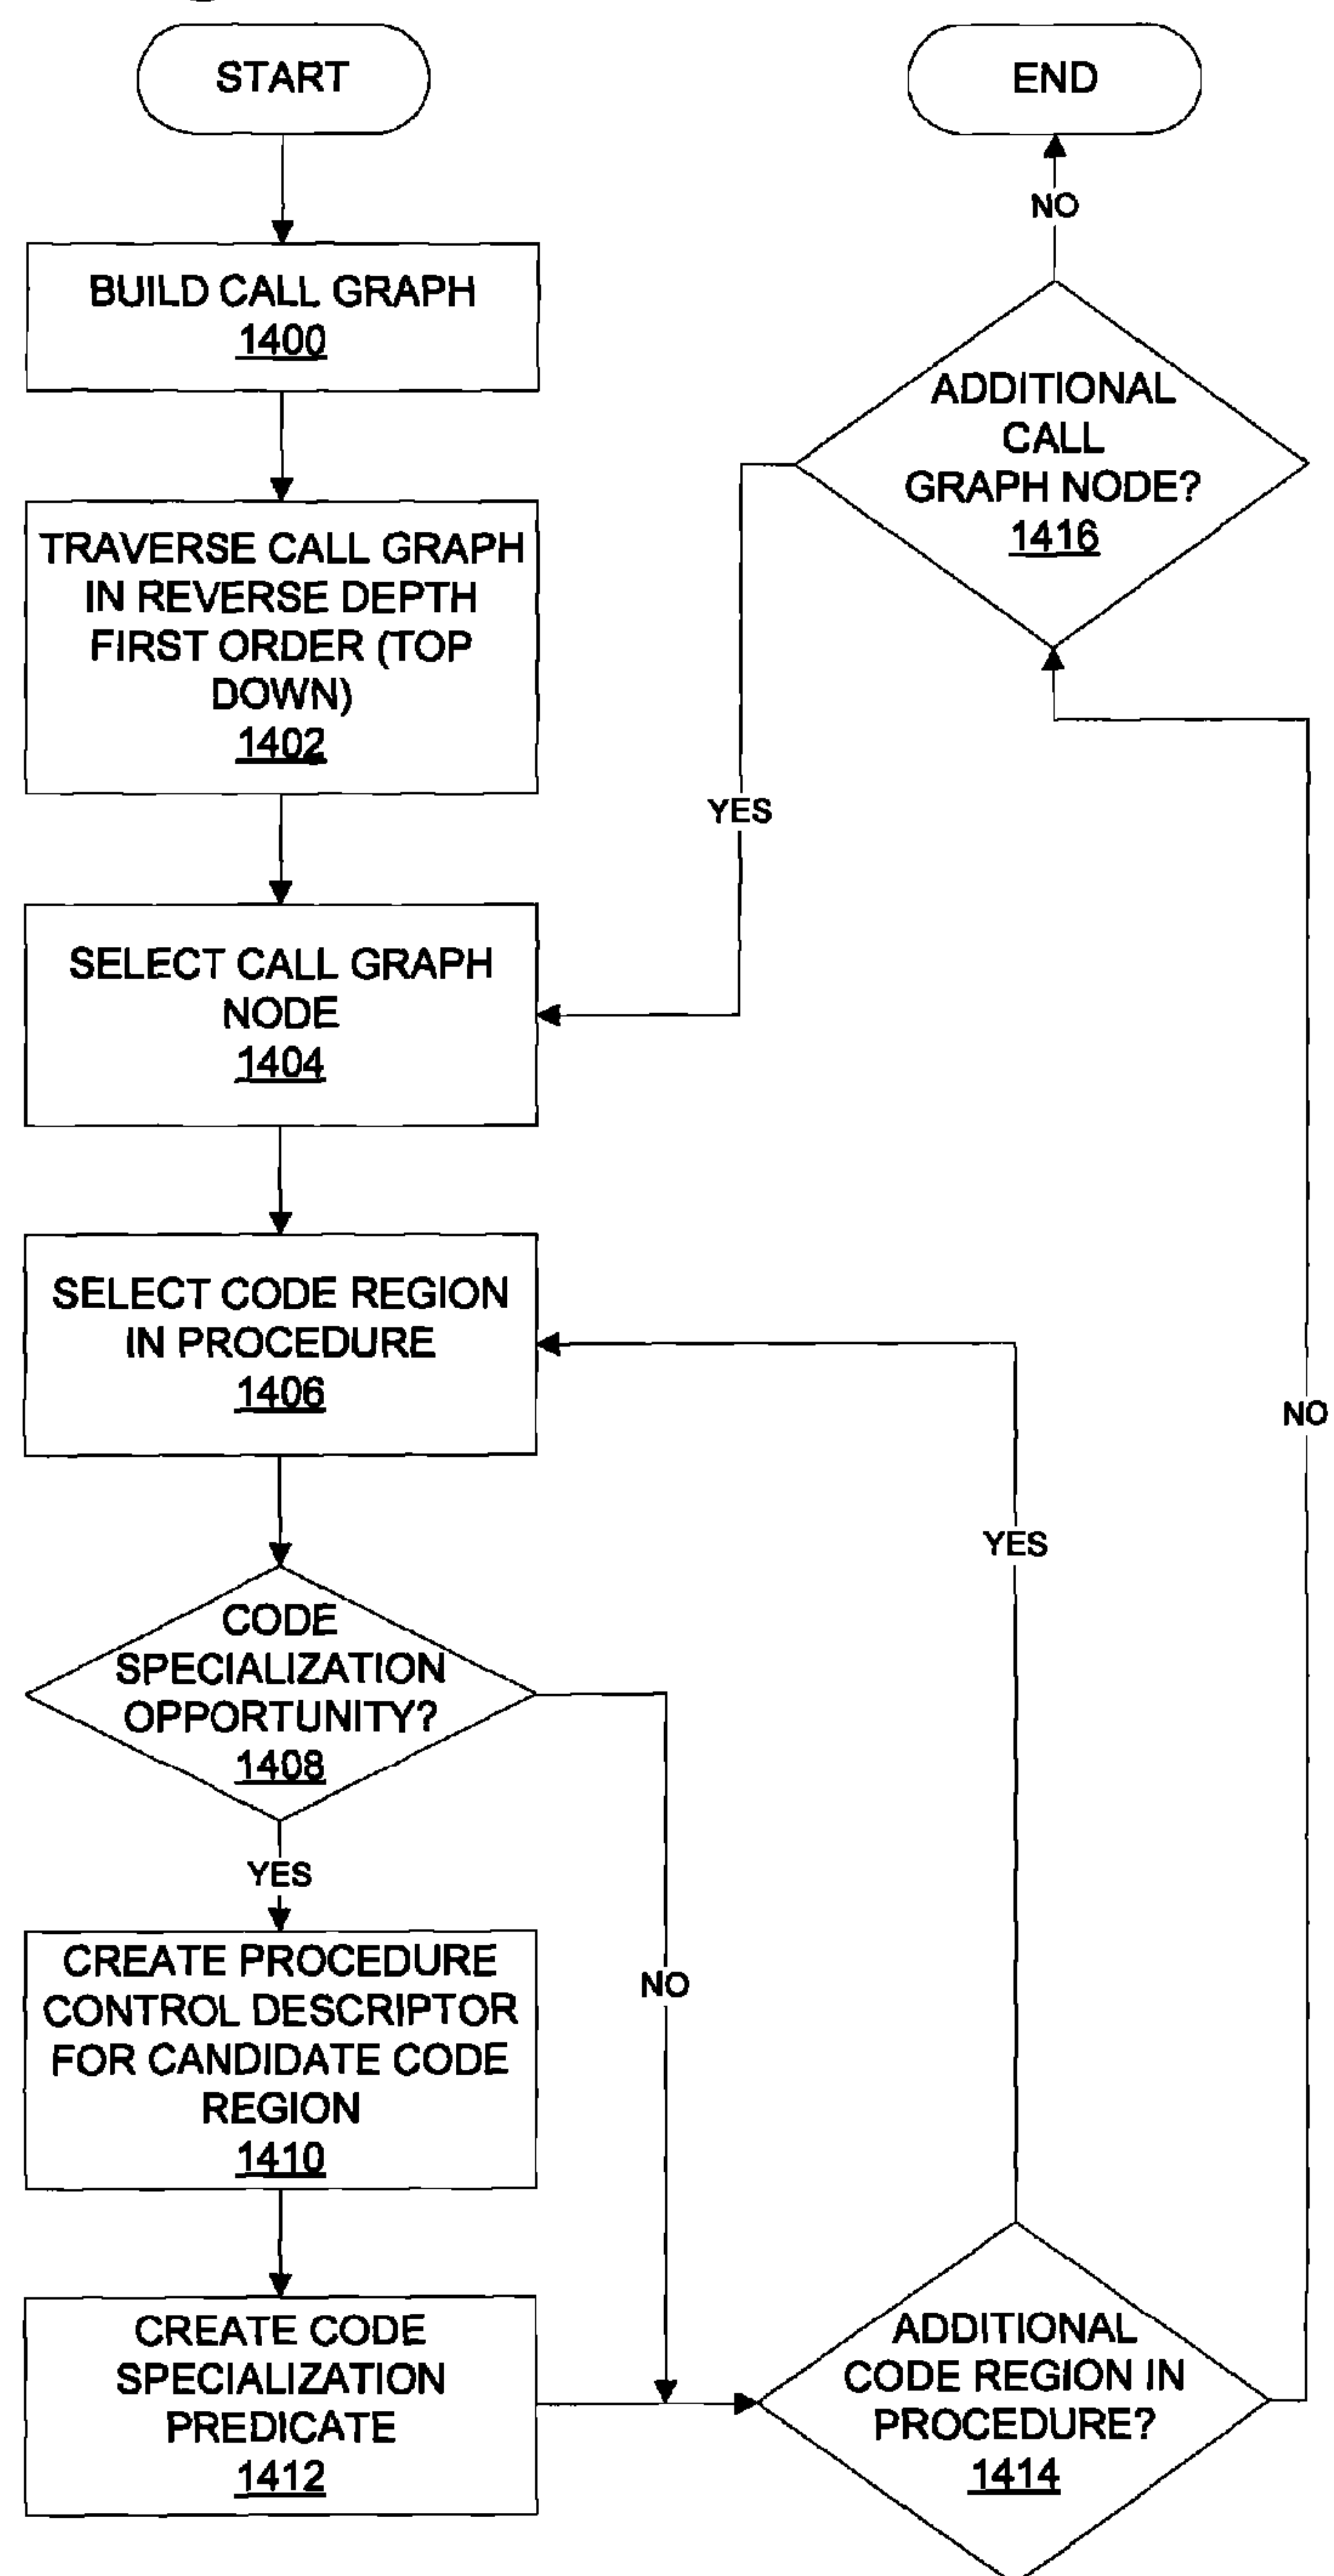 START
BUILD CALL GRAPH
1400
TRAVERSE CALL GRAPH
IN REVERSE DEPTH
FIRST ORDER (TOP
DOWN)
1402
SELECT CALL GRAPH
NODE
1404
SELECT CODE REGION
IN PROCEDURE
1406
CODE
SPECIALIZATION
OPPORTUNITY?
1408
YES
NO
CREATE PROCEDURE
CONTROL DESCRIPTOR
FOR CANDIDATE CODE
REGION
1410
CREATE CODE
SPECIALIZATION
PREDICATE
1412
ADDITIONAL
CODE REGION IN
PROCEDURE?
1414
YES
NO
ADDITIONAL
CALL
GRAPH NODE?
1416
YES
NO
END